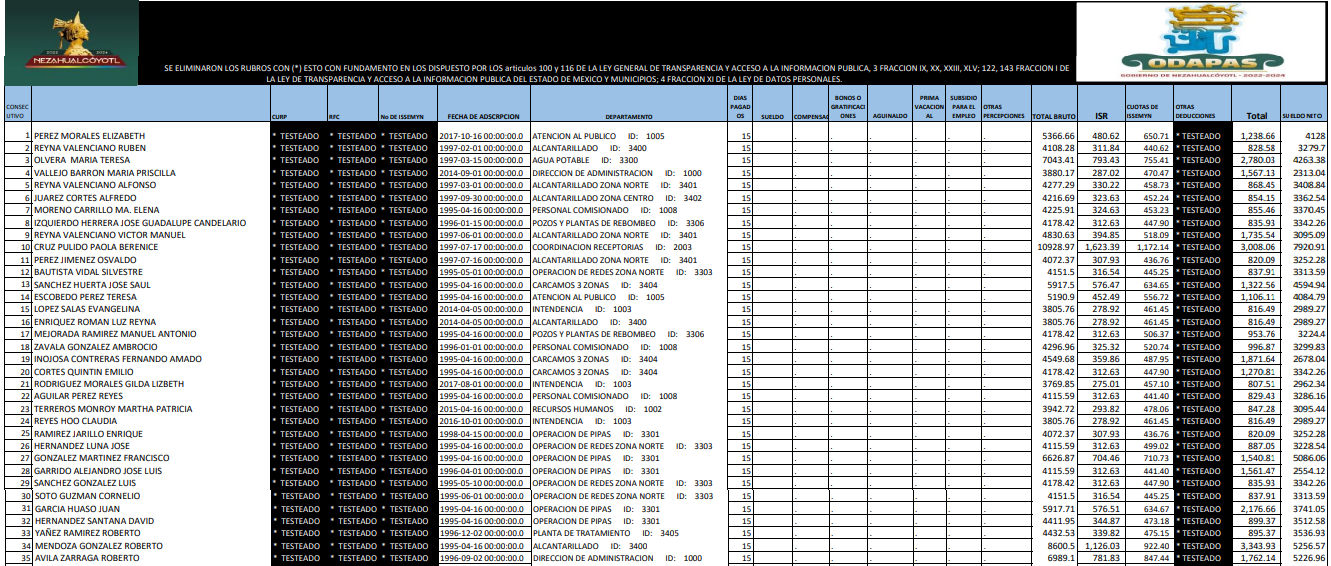 2022 2024
NEZAHUALCÓYOTL
ODAPAS
GOBIERNO DE NEZAHUALCÓYOTL - 2022-2024
SE ELIMINARON LOS RUBROS CON (*) ESTO CON FUNDAMENTO EN LOS DISPUESTO POR LOS articulos 100 y 116 DE LA LEY GENERAL DE TRANSPARENCIA Y ACCESO A LA INFORMACION PUBLICA, 3 FRACCION IX, XX, XXIII, XLV; 122, 143 FRACCION I DE
LA LEY DE TRANSPARENCIA Y ACCESO A LA INFORMACION PUBLICA DEL ESTADO DE MEXICO Y MUNICIPIOS; 4 FRACCION XI DE LA LEY DE DATOS PERSONALES.
CONSEC UTIVO CURP RFC No DE ISSEMYN FECHA DE ADSCRIPCION DEPARTAMENTO DIAS PAGAD OS SUELDO COMPENSAC BONOS O GRATIFICACI ONES AGUINALDO PRIMA VACACION AL SUBSIDIO PARA EL EMPLEO OTRAS PERCEPCIONES TOTAL BRUTO ISR CUOTAS DE ISSEMYN OTRAS DEDUCCIONES Total SUELDO NETO
1 PEREZ MORALES ELIZABETH * TESTEADO * TESTEADO * TESTEADO 2017-10-16 00:00:00.0 ATENCION AL PUBLICO ID: 1005 15 . . . . . . . 5366.66 480.62 650.71 * TESTEADO 1,238.66 4128
2 REYNA VALENCIANO RUBEN * TESTEADO * TESTEADO * TESTEADO 1997-02-01 00:00:00.0 ALCANTARILLADO ID: 3400 15 . . . . . . . 4108.28 311.84 440.62 * TESTEADO 828.58 3279.7
3 OLVERA MARIA TERESA * TESTEADO * TESTEADO * TESTEADO 1997-03-15 00:00:00.0 AGUA POTABLE ID: 3300 15 . . . . . . . 7043.41 793.43 755.41 * TESTEADO 2,780.03 4263.38
4 VALLEJO BARRON MARIA PRISCILLA * TESTEADO * TESTEADO * TESTEADO 2014-09-01 00:00:00.0 DIRECCION DE ADMINISTRACION ID: 1000 15 . . . . . . . 3880.17 287.02 470.47 * TESTEADO 1,567.13 2313.04
5 REYNA VALENCIANO ALFONSO * TESTEADO * TESTEADO * TESTEADO 1997-03-01 00:00:00.0 ALCANTARILLADO ZONA NORTE ID: 3401 15 . . . . . . . 4277.29 330.22 458.73 * TESTEADO 868.45 3408.84
6 JUAREZ CORTES ALFREDO * TESTEADO * TESTEADO * TESTEADO 1997-09-30 00:00:00.0 ALCANTARILLADO ZONA CENTRO ID: 3402 15 . . . . . . . 4216.69 323.63 452.24 * TESTEADO 854.15 3362.54
7 MORENO CARRILLO MA. ELENA * TESTEADO * TESTEADO * TESTEADO 1995-04-16 00:00:00.0 PERSONAL COMISIONADO ID: 1008 15 . . . . . . . 4225.91 324.63 453.23 * TESTEADO 855.46 3370.45
8 IZQUIERDO HERRERA JOSE GUADALUPE CANDELARIO * TESTEADO * TESTEADO * TESTEADO 1996-01-15 00:00:00.0 POZOS Y PLANTAS DE REBOMBEO ID: 3306 15 . . . . . . . 4178.42 312.63 447.90 * TESTEADO 835.93 3342.26
9 REYNA VALENCIANO VICTOR MANUEL * TESTEADO * TESTEADO * TESTEADO 1997-06-01 00:00:00.0 ALCANTARILLADO ZONA NORTE ID: 3401 15 . . . . . . . 4830.63 394.85 518.09 * TESTEADO 1,735.54 3095.09
10 CRUZ PULIDO PAOLA BERENICE * TESTEADO * TESTEADO * TESTEADO 1997-07-17 00:00:00.0 COORDINACION RECEPTORIAS ID: 2003 15 . . . . . . . 10928.97 1,623.39 1,172.14 * TESTEADO 3,008.06 7920.91
11 PEREZ JIMENEZ OSVALDO * TESTEADO * TESTEADO * TESTEADO 1997-07-16 00:00:00.0 ALCANTARILLADO ZONA NORTE ID: 3401 15 . . . . . . . 4072.37 307.93 436.76 * TESTEADO 820.09 3252.28
12 BAUTISTA VIDAL SILVESTRE * TESTEADO * TESTEADO * TESTEADO 1995-05-01 00:00:00.0 OPERACION DE REDES ZONA NORTE ID: 3303 15 . . . . . . . 4151.5 316.54 445.25 * TESTEADO 837.91 3313.59
13 SANCHEZ HUERTA JOSE SAUL * TESTEADO * TESTEADO * TESTEADO 1995-04-16 00:00:00.0 CARCAMOS 3 ZONAS ID: 3404 15 . . . . . . . 5917.5 576.47 634.65 * TESTEADO 1,322.56 4594.94
14 ESCOBEDO PEREZ TERESA * TESTEADO * TESTEADO * TESTEADO 1995-04-16 00:00:00.0 ATENCION AL PUBLICO ID: 1005 15 . . . . . . . 5190.9 452.49 556.72 * TESTEADO 1,106.11 4084.79
15 LOPEZ SALAS EVANGELINA * TESTEADO * TESTEADO * TESTEADO 2014-04-05 00:00:00.0 INTENDENCIA ID: 1003 15 . . . . . . . 3805.76 278.92 461.45 * TESTEADO 816.49 2989.27
16 ENRIQUEZ ROMAN LUZ REYNA * TESTEADO * TESTEADO * TESTEADO 2014-04-05 00:00:00.0 ALCANTARILLADO ID: 3400 15 . . . . . . . 3805.76 278.92 461.45 * TESTEADO 816.49 2989.27
17 MEJORADA RAMIREZ MANUEL ANTONIO * TESTEADO * TESTEADO * TESTEADO 1995-04-16 00:00:00.0 POZOS Y PLANTAS DE REBOMBEO ID: 3306 15 . . . . . . . 4178.42 312.63 506.37 * TESTEADO 953.76 3224.4
18 ZAVALA GONZALEZ AMBROCIO * TESTEADO * TESTEADO * TESTEADO 1996-01-01 00:00:00.0 PERSONAL COMISIONADO ID: 1008 15 . . . . . . . 4296.96 325.32 520.74 * TESTEADO 996.87 3299.83
19 INOJOSA CONTRERAS FERNANDO AMADO * TESTEADO * TESTEADO * TESTEADO 1995-04-16 00:00:00.0 CARCAMOS 3 ZONAS ID: 3404 15 . . . . . . . 4549.68 359.86 487.95 * TESTEADO 1,871.64 2678.04
20 CORTES QUINTIN EMILIO * TESTEADO * TESTEADO * TESTEADO 1995-04-16 00:00:00.0 CARCAMOS 3 ZONAS ID: 3404 15 . . . . . . . 4178.42 312.63 447.90 * TESTEADO 1,270.81 3342.26
21 RODRIGUEZ MORALES GILDA LIZBETH * TESTEADO * TESTEADO * TESTEADO 2017-08-01 00:00:00.0 INTENDENCIA ID: 1003 15 . . . . . . . 3769.85 275.01 457.10 * TESTEADO 807.51 2962.34
22 AGUILAR PEREZ REYES * TESTEADO * TESTEADO * TESTEADO 1995-04-16 00:00:00.0 PERSONAL COMISIONADO ID: 1008 15 . . . . . . . 4115.59 312.63 441.40 * TESTEADO 829.43 3286.16
23 TERREROS MONROY MARTHA PATRICIA * TESTEADO * TESTEADO * TESTEADO 2015-04-16 00:00:00.0 RECURSOS HUMANOS ID: 1002 15 . . . . . . . 3942.72 293.82 478.06 * TESTEADO 847.28 3095.44
24 REYES HOO CLAUDIA * TESTEADO * TESTEADO * TESTEADO 2016-10-01 00:00:00.0 INTENDENCIA ID: 1003 15 . . . . . . . 3805.76 278.92 461.45 * TESTEADO 816.49 2989.27
25 RAMIREZ JARILLO ENRIQUE * TESTEADO * TESTEADO * TESTEADO 1998-04-15 00:00:00.0 OPERACION DE PIPAS ID: 3301 15 . . . . . . . 4072.37 307.93 436.76 * TESTEADO 820.09 3252.28
26 HERNANDEZ LUNA JOSE * TESTEADO * TESTEADO * TESTEADO 1995-04-16 00:00:00.0 OPERACION DE REDES ZONA NORTE ID: 3303 15 . . . . . . . 4115.59 312.63 499.02 * TESTEADO 887.05 3228.54
27 GONZALEZ MARTINEZ FRANCISCO * TESTEADO * TESTEADO * TESTEADO 1995-04-16 00:00:00.0 OPERACION DE PIPAS ID: 3301 15 . . . . . . . 6626.87 704.46 710.73 * TESTEADO 1,540.81 5086.06
28 GARRIDO ALEJANDRO JOSE LUIS * TESTEADO * TESTEADO * TESTEADO 1996-04-01 00:00:00.0 OPERACION DE PIPAS ID: 3301 15 . . . . . . . 4115.59 312.63 441.40 * TESTEADO 1,561.47 2554.12
29 SANCHEZ GONZALEZ LUIS * TESTEADO * TESTEADO * TESTEADO 1995-05-10 00:00:00.0 OPERACION DE REDES ZONA NORTE ID: 3303 15 . . . . . . . 4178.42 312.63 447.90 * TESTEADO 835.93 3342.26
30 SOTO GUZMAN CORNELIO * TESTEADO * TESTEADO * TESTEADO 1995-06-01 00:00:00.0 OPERACION DE REDES ZONA NORTE ID: 3303 15 . . . . . . . 4151.5 316.54 445.25 * TESTEADO 837.91 3313.59
31 GARCIA HUASO JUAN * TESTEADO * TESTEADO * TESTEADO 1995-04-16 00:00:00.0 OPERACION DE PIPAS ID: 3301 15 . . . . . . . 5917.71 576.51 634.67 * TESTEADO 2,176.66 3741.05
32 HERNANDEZ SANTANA DAVID * TESTEADO * TESTEADO * TESTEADO 1995-04-16 00:00:00.0 OPERACION DE PIPAS ID: 3301 15 . . . . . . . 4411.95 344.87 473.18 * TESTEADO 899.37 3512.58
33 YAÑEZ RAMIREZ ROBERTO * TESTEADO * TESTEADO * TESTEADO 1996-12-02 00:00:00.0 PLANTA DE TRATAMIENTO ID: 3405 15 . . . . . . . 4432.53 339.82 475.15 * TESTEADO 895.37 3536.93
34 MENDOZA GONZALEZ ROBERTO * TESTEADO * TESTEADO * TESTEADO 1995-04-16 00:00:00.0 ALCANTARILLADO ID: 3400 15 . . . . . . . 8600.5 1,126.03 922.40 * TESTEADO 3,343.93 5256.57
35 AVILA ZARRAGA ROBERTO * TESTEADO * TESTEADO * TESTEADO 1996-09-02 00:00:00.0 DIRECCION DE ADMINISTRACION ID: 1000 15 . . . . . . . 6989.1 781.83 847.44 * TESTEADO 1,762.14 5226.96